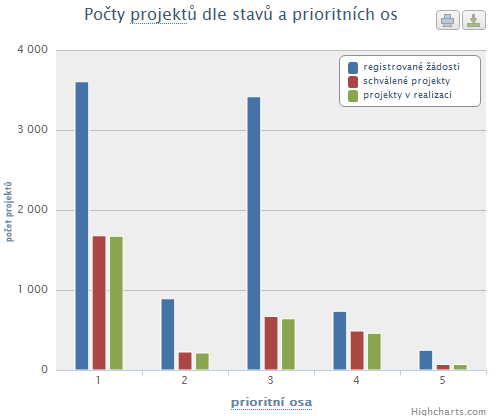 Počty projektů dle stavů a prioritních os
registrované žádosti
schválené projekty
projekty v realizaci
4 000
3 000
2 000
1 000
0
počet projektů
1 2 3 4 5
prioritní osa
Highcharts.com